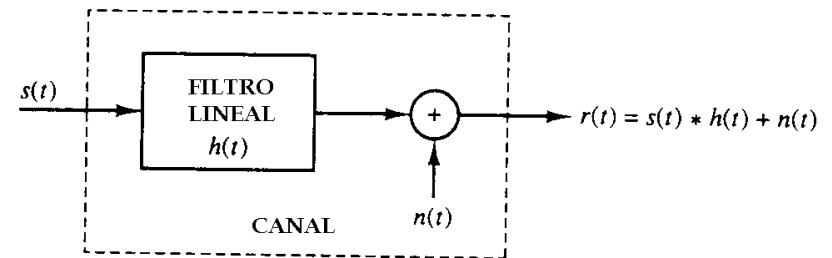 s(t)
FILTRO
LINEAL
h(t)
+
r(t) = s(t) * h(t) + n(t)
n(t)
CANAL